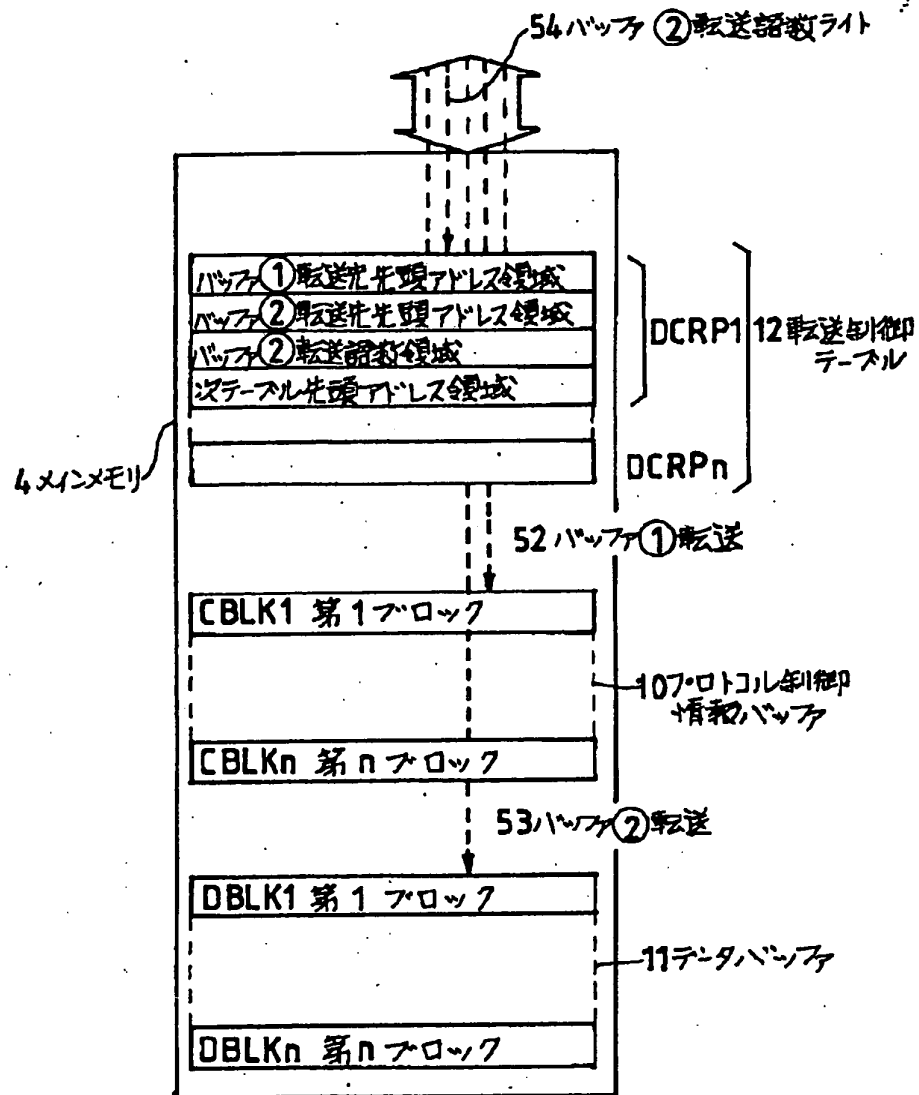 54バッファ②転送語数ライト
バッファ①転送先先頭アドレス領域
バッファ②転送先先頭アドレス領域
バッファ②転送語数領域
次テーブル先頭アドレス領域
DCRP1
12転送制御
テーブル
DCRPn
4メインメモリ
52バッファ①転送
CBLK1 第1ブロック
10プロトコル制御
情報バッファ
CBLKn 第nブロック
53バッファ②転送
DBLK1 第1ブロック
11データバッファ
DBLKn 第nブロック